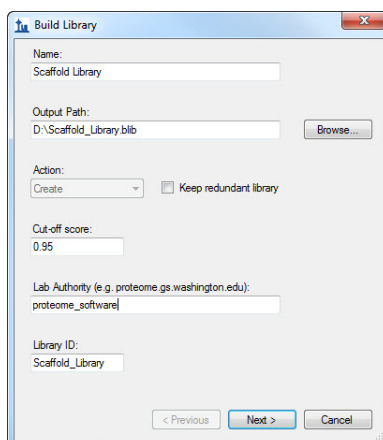 Build Library
Name:
Scaffold Library
Output Path:
D:\Scaffold_Library.blib
Browse...
Action:
Create
Keep redundant library
Cut-off score:
0.95
Lab Authority (e.g. proteome.gs.washington.edu):
proteome_software
Library ID:
Scaffold_Library
< Previous
Next >
Cancel